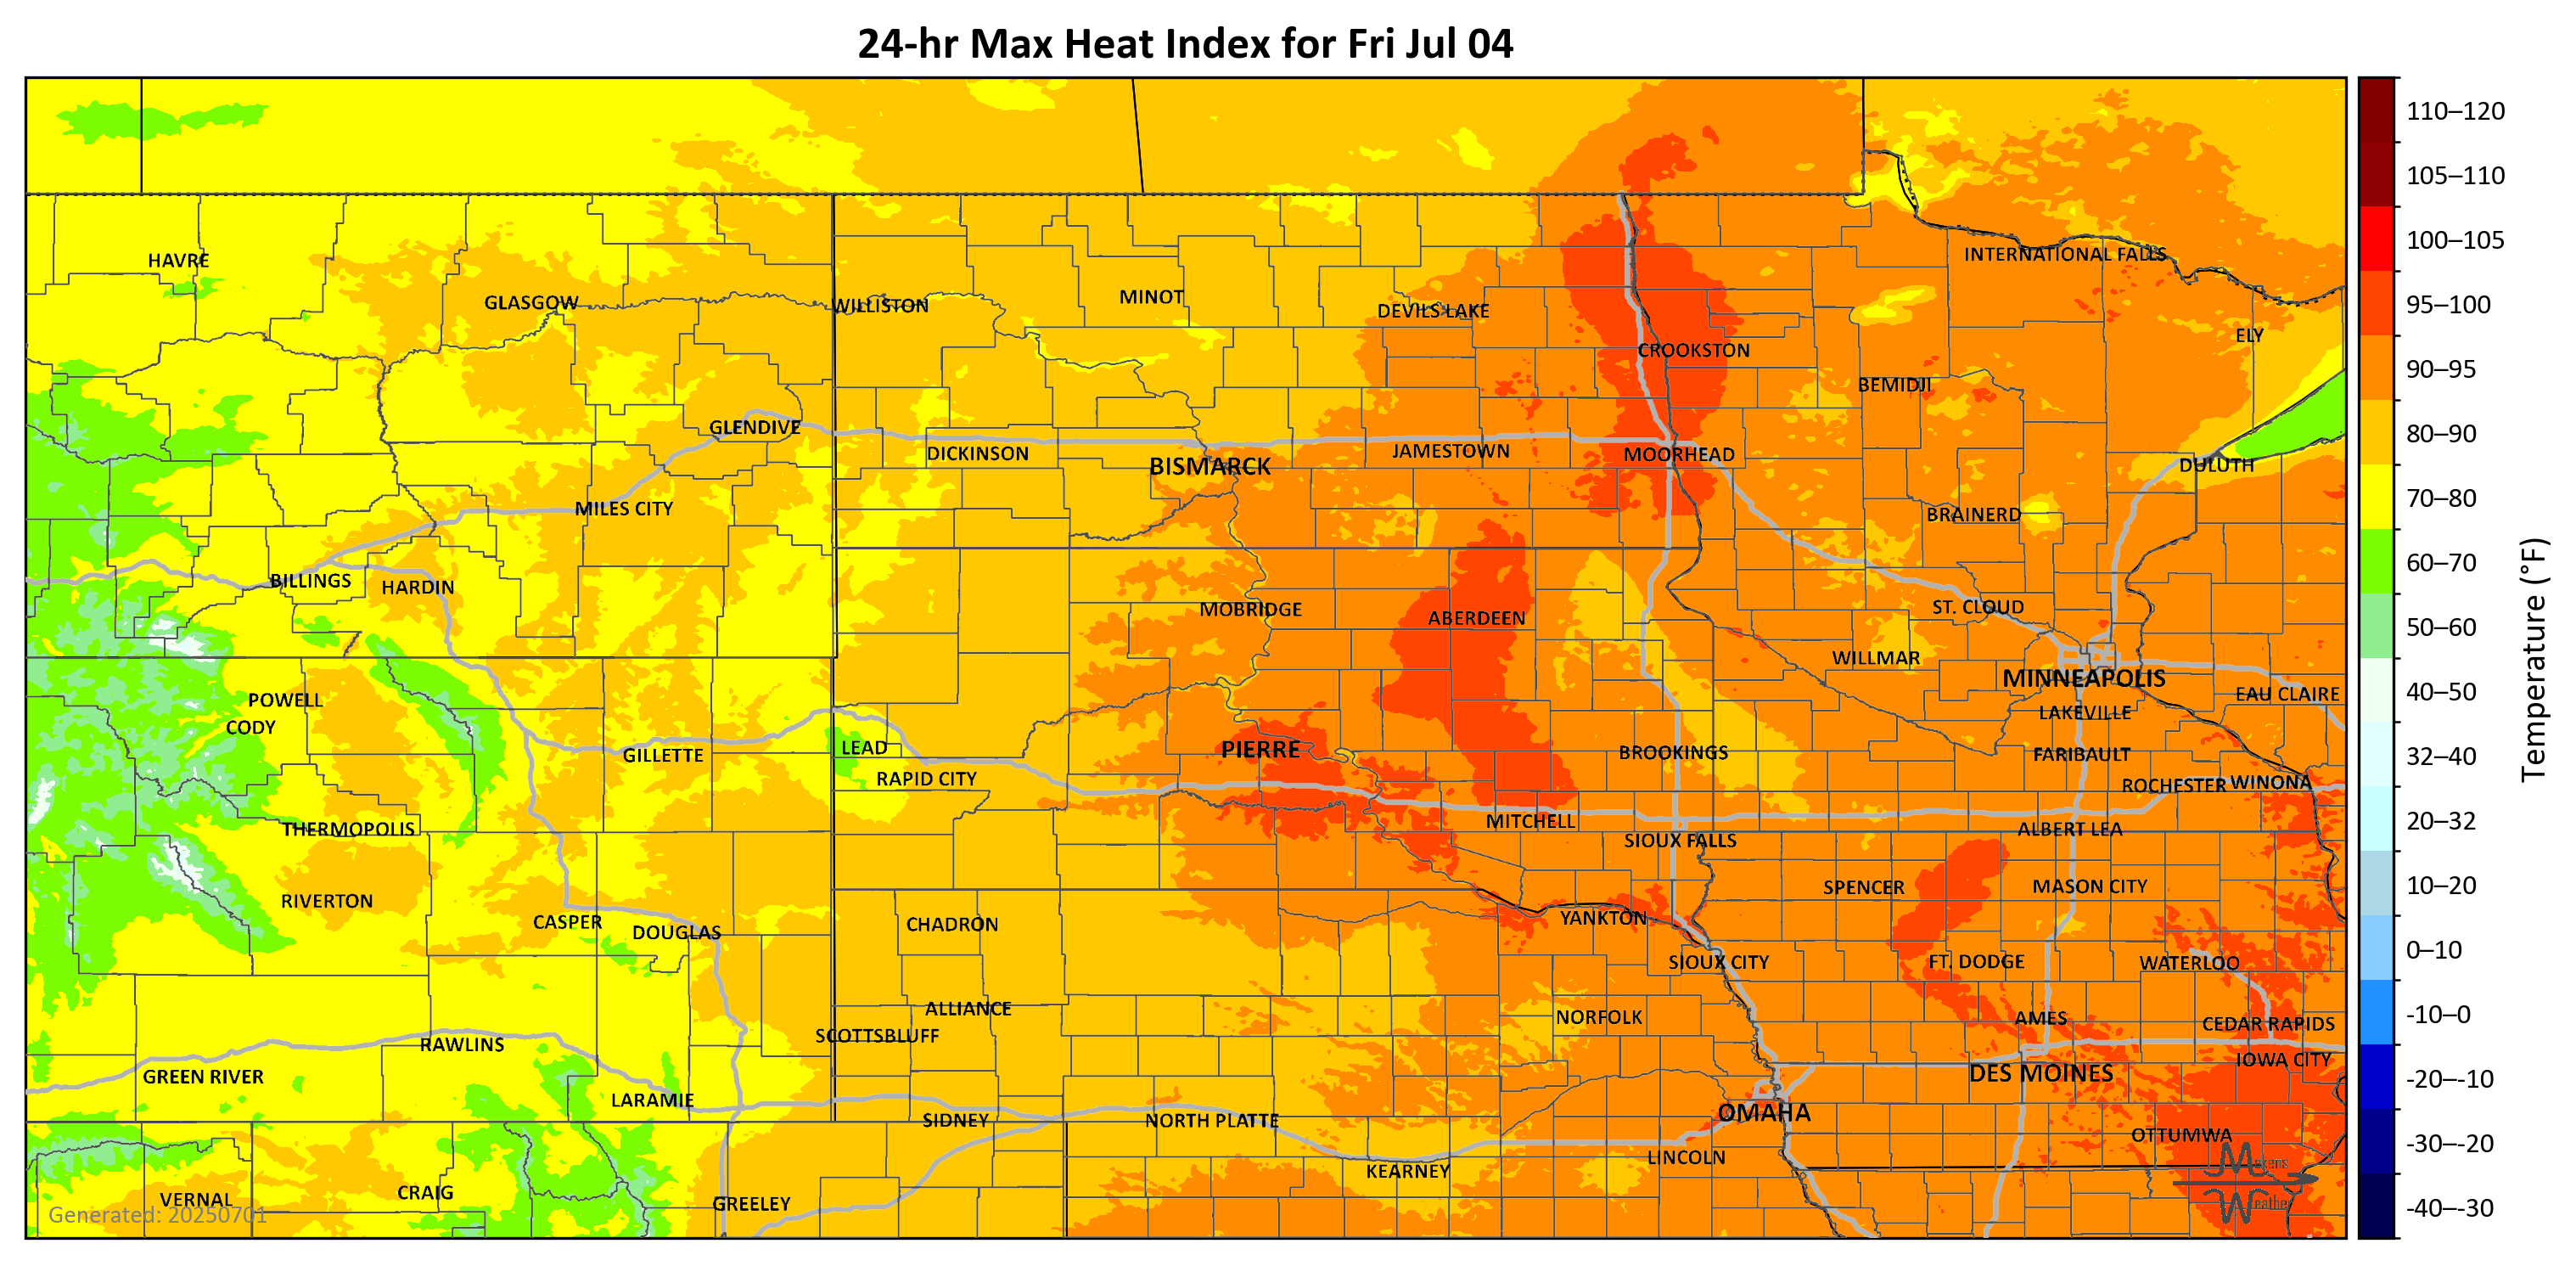 24-hr Max Heat Index for Fri Jul 04
HAVRE
GLASGOW
WILLISTON
MINOT
DEVILS LAKE
INTERNATIONAL FALLS
ELY
CROOKSTON
BEMIDJI
GLENDIVE
DICKINSON
BISMARCK
JAMESTOWN
MOORHEAD
DULUTH
MILES CITY
BRAINERD
BILLINGS
HARDIN
MOBRIDGE
ABERDEEN
ST. CLOUD
WILLMAR
MINNEAPOLIS
EAU CLAIRE
LAKEVILLE
POWELL
CODY
GILLETTE
LEAD
RAPID CITY
PIERRE
BROOKINGS
FARIBAULT
ROCHESTER
WINONA
THERMOPOLIS
MITCHELL
SIOUX FALLS
ALBERT LEA
RIVERTON
CASPER
DOUGLAS
CHADRON
YANKTON
SPENCER
MASON CITY
SIOUX CITY
FT. DODGE
WATERLOO
ALLIANCE
SCOTTSBLUFF
NORFOLK
AMES
CEDAR RAPIDS
RAWLINS
GREEN RIVER
IOWA CITY
DES MOINES
LARAMIE
SIDNEY
NORTH PLATTE
OMAHA
OTTUMWA
KEARNEY
LINCOLN
VERNAL
CRAIG
GREELEY
Generated: 20250701
Makens
Weather
110–120
105–110
100–105
95–100
90–95
80–90
70–80
60–70
50–60
40–50
32–40
20–32
10–20
0–10
-10–0
-20–-10
-30–-20
-40–-30
Temperature (°F)